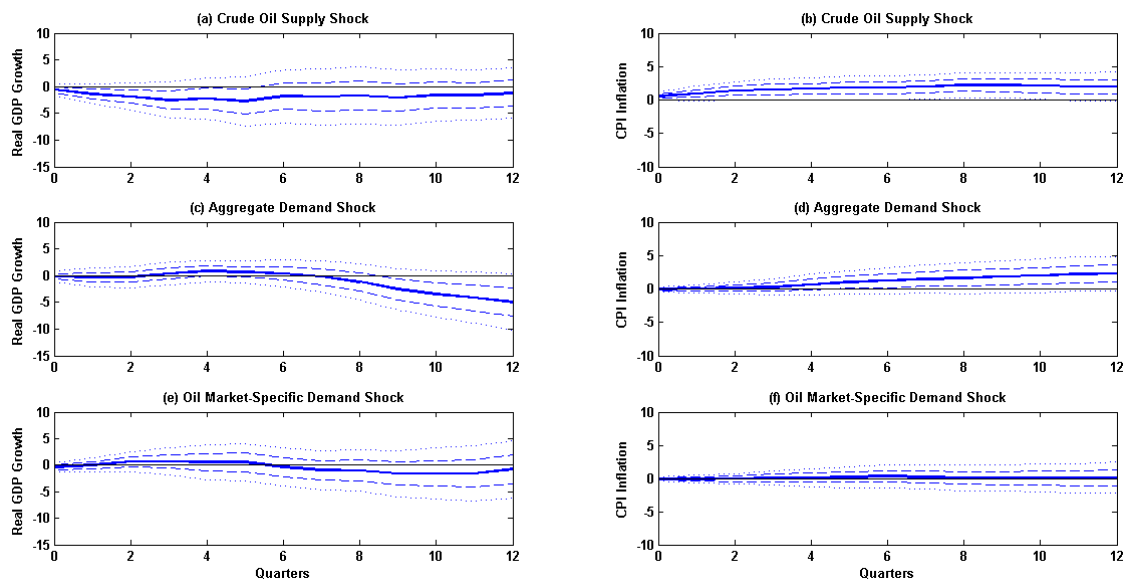 (a) Crude Oil Supply Shock
Real GDP Growth
10
5
0
-5
-10
-15
0 2 4 6 8 10 12
(b) Crude Oil Supply Shock
CPI Inflation
10
5
0
-5
-10
0 2 4 6 8 10 12
(c) Aggregate Demand Shock
Real GDP Growth
10
5
0
-5
-10
-15
0 2 4 6 8 10 12
(d) Aggregate Demand Shock
CPI Inflation
10
5
0
-5
-10
0 2 4 6 8 10 12
(e) Oil Market-Specific Demand Shock
Real GDP Growth
10
5
0
-5
-10
-15
0 2 4 6 8 10 12
Quarters
(f) Oil Market-Specific Demand Shock
CPI Inflation
10
5
0
-5
-10
0 2 4 6 8 10 12
Quarters